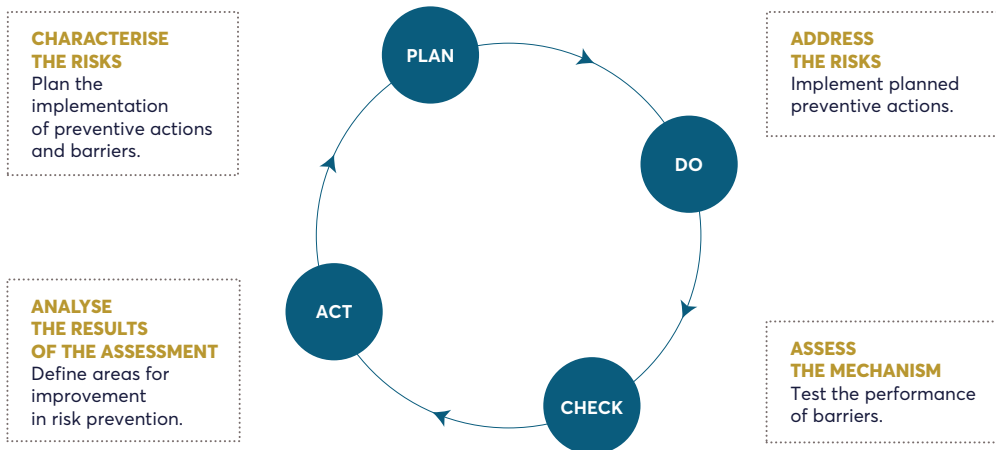 CHARACTERISE
THE RISKS
Plan the
implementation
of preventive actions
and barriers.
PLAN
ADDRESS
THE RISKS
Implement planned
preventive actions.
DO
ANALYSE
THE RESULTS
OF THE ASSESSMENT
Define areas for
improvement
in risk prevention.
ACT
CHECK
ASSESS
THE MECHANISM
Test the performance
of barriers.